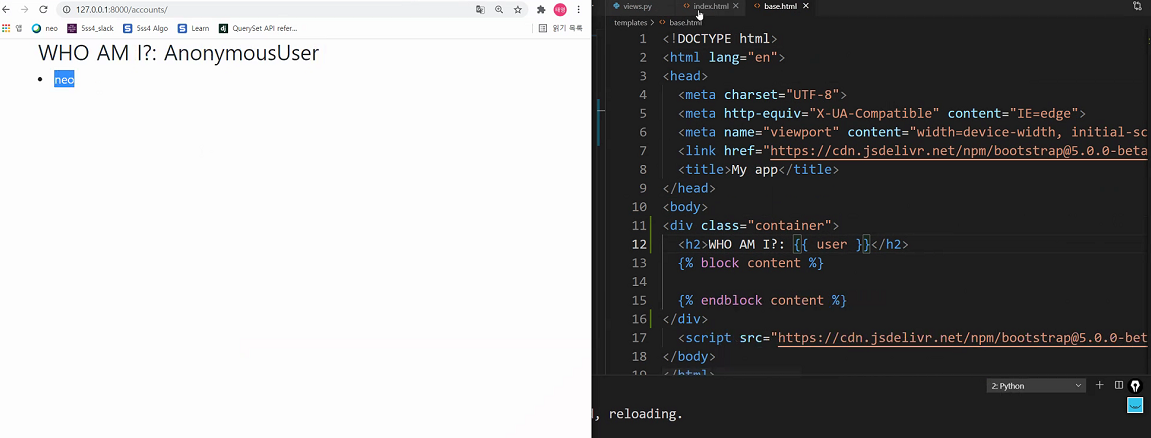 127.0.0.1:8000/accounts/
태영
앱
neo
5ss4_slack
5ss4 Algo
Learn
QuerySet API refer...
읽기 목록
WHO AM I?: AnonymousUser
neo
views.py
index.html
base.html
templates > base.html
1 <!DOCTYPE html>
2 <html lang="en">
3 <head>
4 <meta charset="UTF-8">
5 <meta http-equiv="X-UA-Compatible" content="IE=edge">
6 <meta name="viewport" content="width=device-width, initial-sc
7 <link href="https://cdn.jsdelivr.net/npm/bootstrap@5.0.0-beta
8 <title>My app</title>
9 </head>
10 <body>
11 <div class="container">
12 <h2>WHO AM I?: {{ user }}</h2>
13 {% block content %}
14
15 {% endblock content %}
16 </div>
17 <script src="https://cdn.jsdelivr.net/npm/bootstrap@5.0.0-bet
18 </body>
19 </html>
2: Python
, reloading.